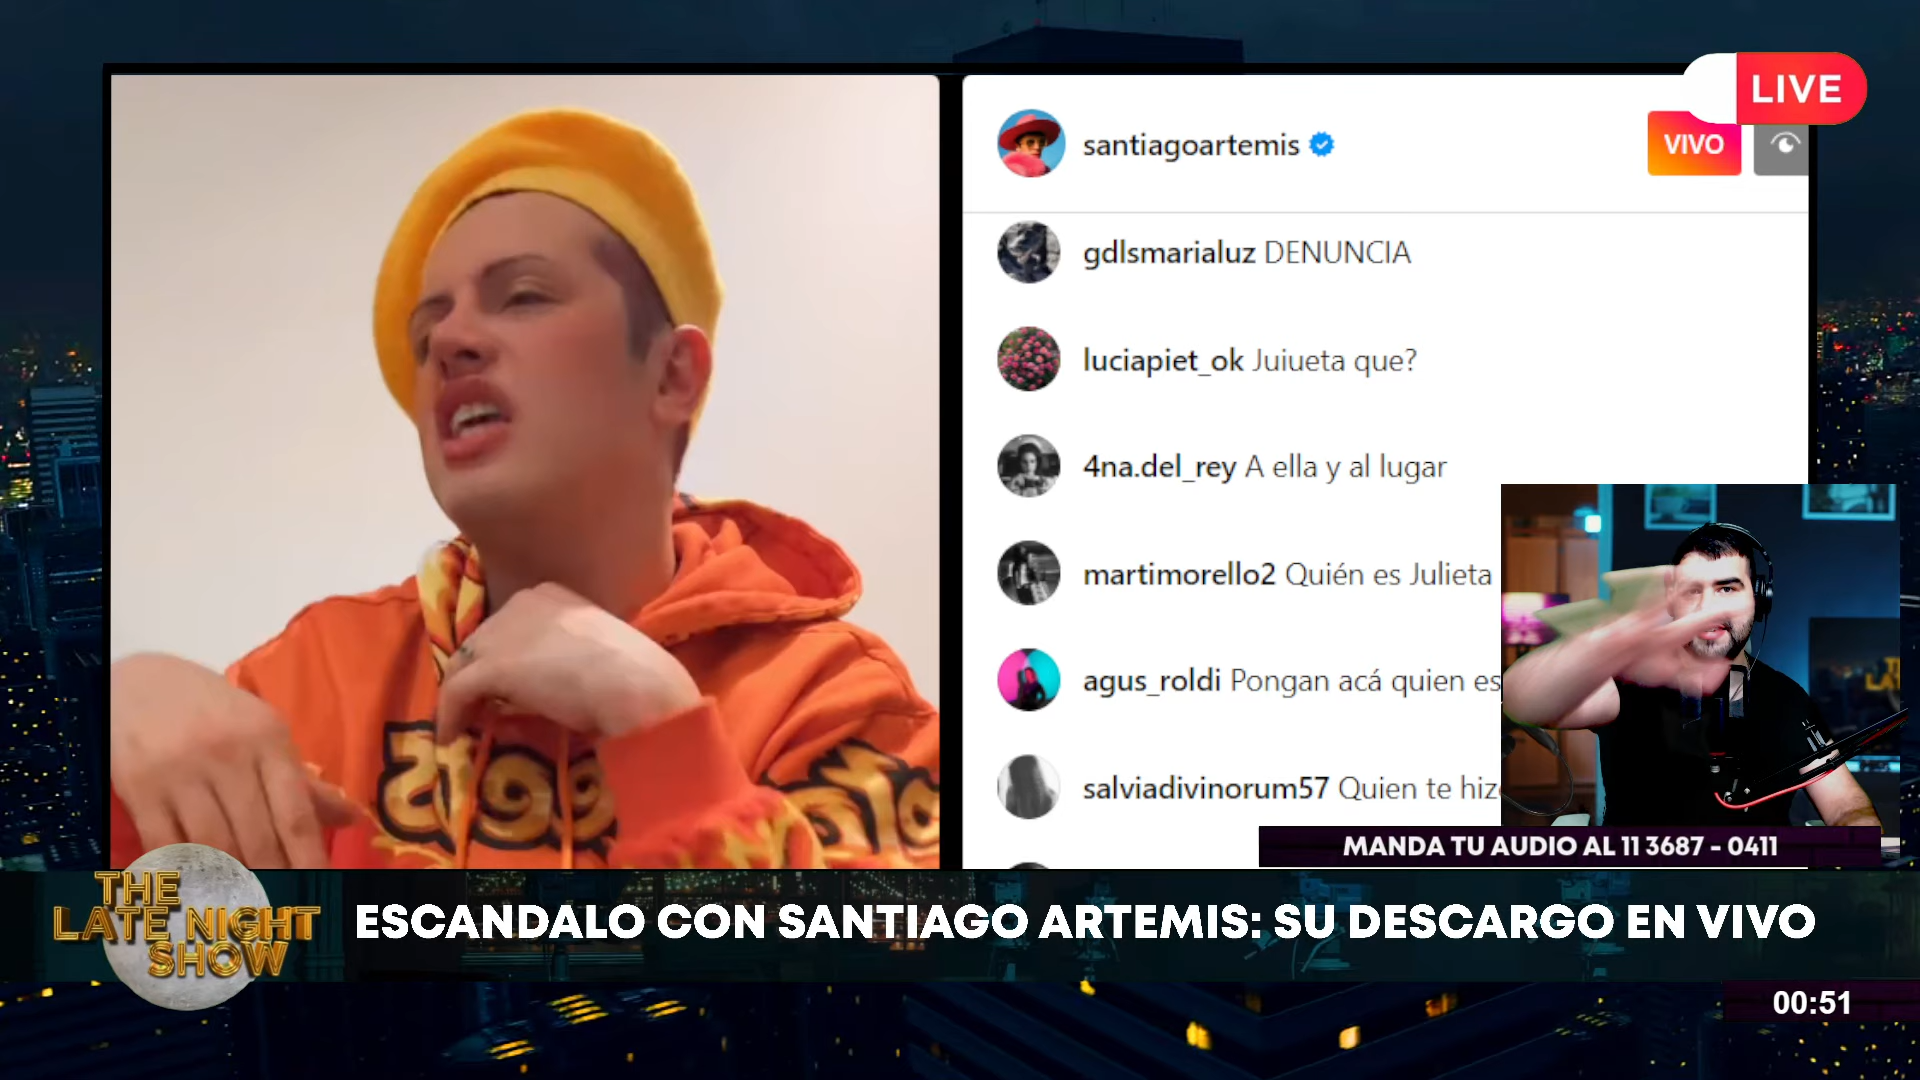 LIVE
santiagoartemis
VIVO
gdlsmarialuz DENUNCIA
luciapiet_ok Juiueta que?
4na.del_rey A ella y al lugar
martimorello2 Quién es Julieta
agus_roldi Pongan acá quien es
salviadivinorum57 Quien te hiz
MANDA TU AUDIO AL 11 3687 - 0411
THE
LATE NIGHT
SHOW
ESCANDALO CON SANTIAGO ARTEMIS: SU DESCARGO EN VIVO
00:51